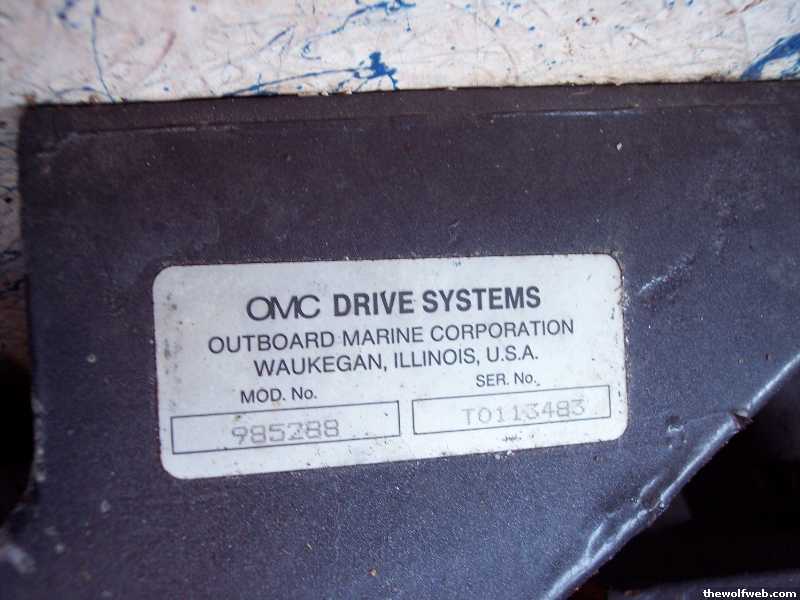 OMC DRIVE SYSTEMS
OUTBOARD MARINE CORPORATION
WAUKEGAN, ILLINOIS, U.S.A.
MOD. No. SER. No.
985288 T0113483
thewolfweb.com